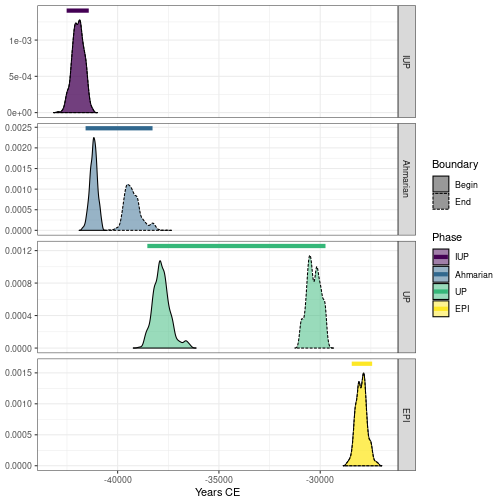 1e-03
5e-04
0e+00
IUP
0.0025
0.0020
0.0015
0.0010
0.0005
0.0000
Ahmarian
0.0012
0.0008
0.0004
0.0000
UP
0.0015
0.0010
0.0005
0.0000
EPI
-40000 -35000 -30000
Years CE
Boundary
Begin
End
Phase
IUP
Ahmarian
UP
EPI